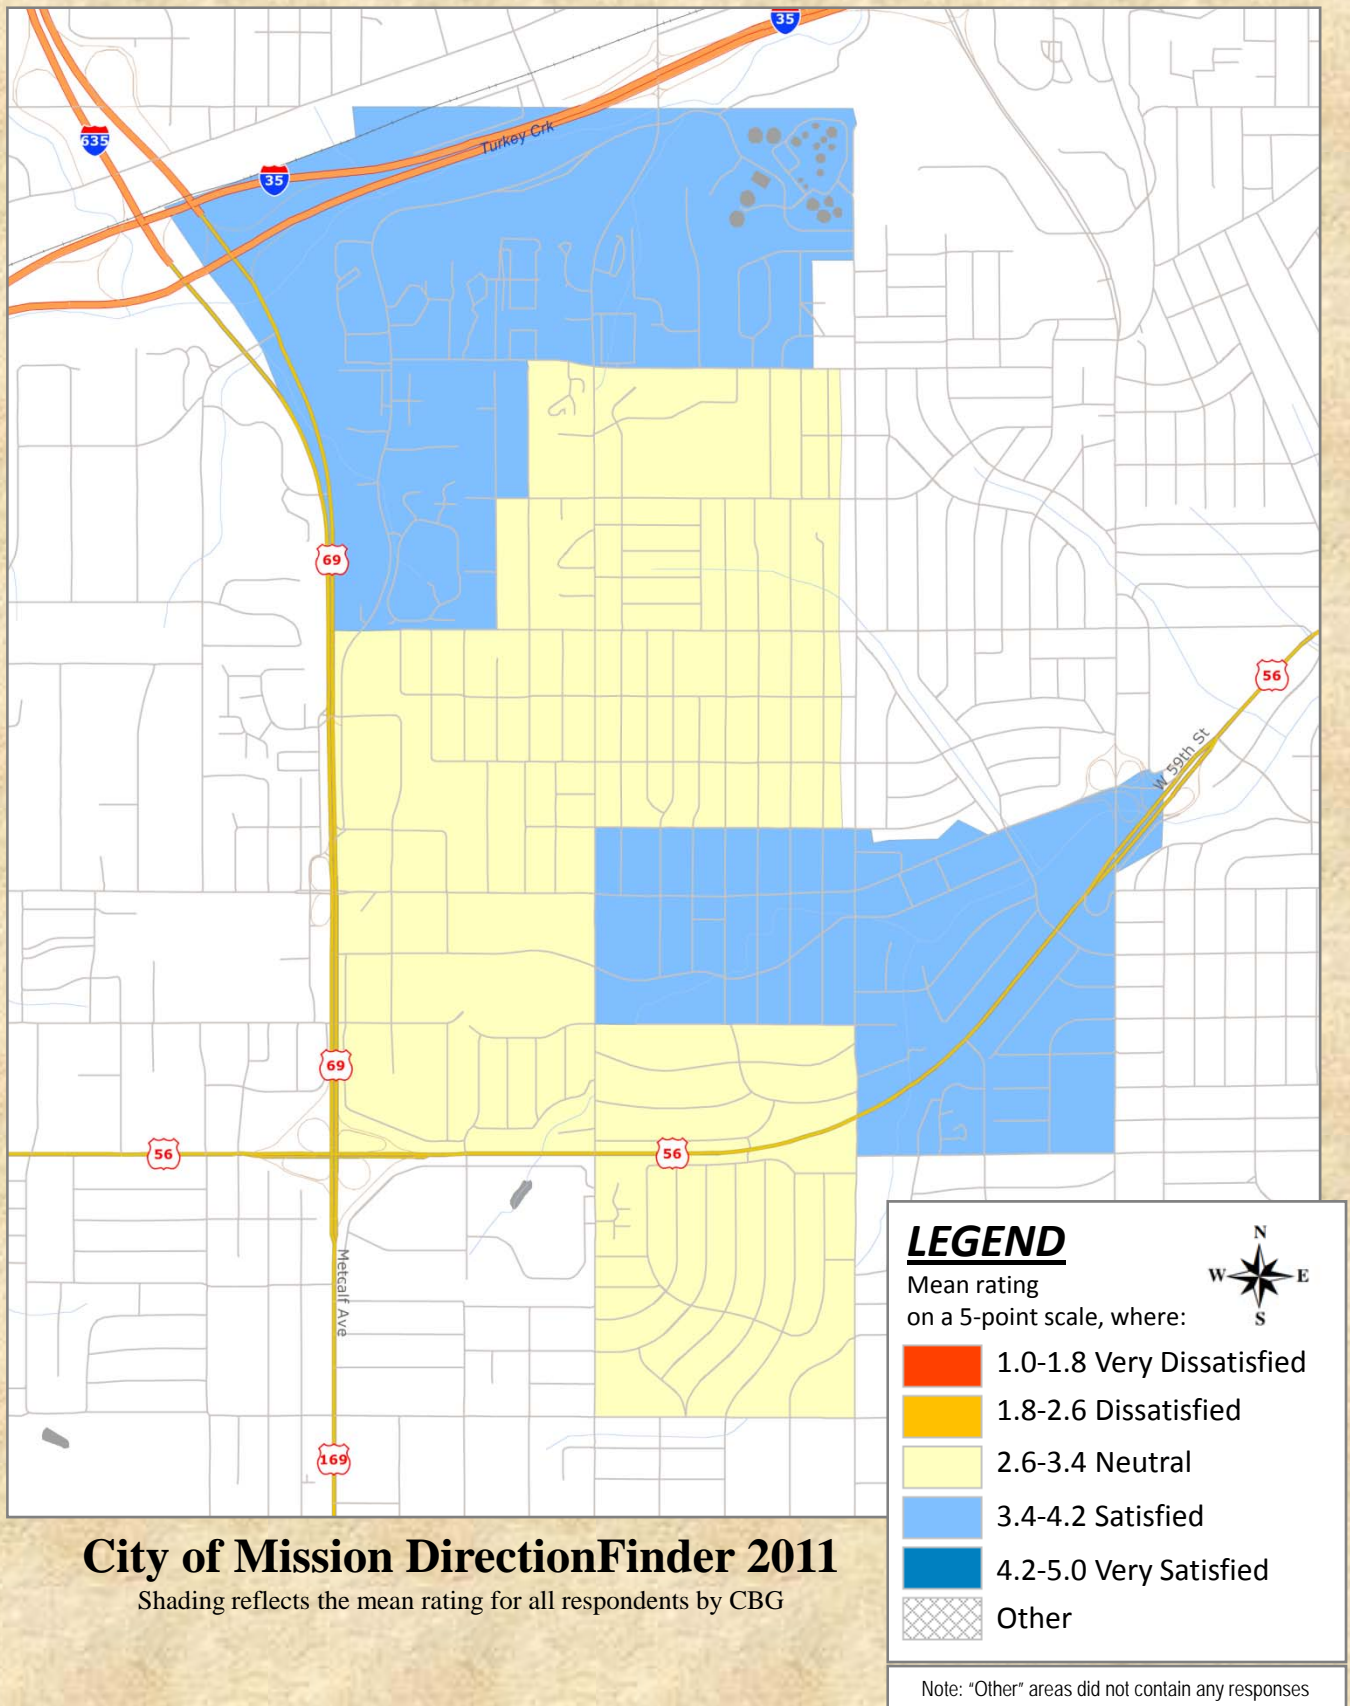 35
635
35
Turkey Crk
69
56
W 59th St
69
56
56
Metcalf Ave
169
LEGEND
N
W E
S
Mean rating
on a 5-point scale, where:
1.0-1.8 Very Dissatisfied
1.8-2.6 Dissatisfied
2.6-3.4 Neutral
3.4-4.2 Satisfied
4.2-5.0 Very Satisfied
Other
Note: "Other" areas did not contain any responses
City of Mission DirectionFinder 2011
Shading reflects the mean rating for all respondents by CBG